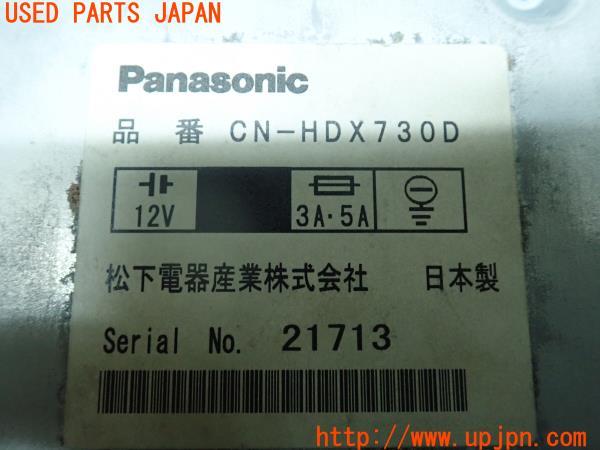 USED PARTS JAPAN
Panasonic
品 番 CN-HDX730D
12V 3A·5A
松下電器産業株式会社 日本製
Serial No. 21713
http://www.upjpn.com